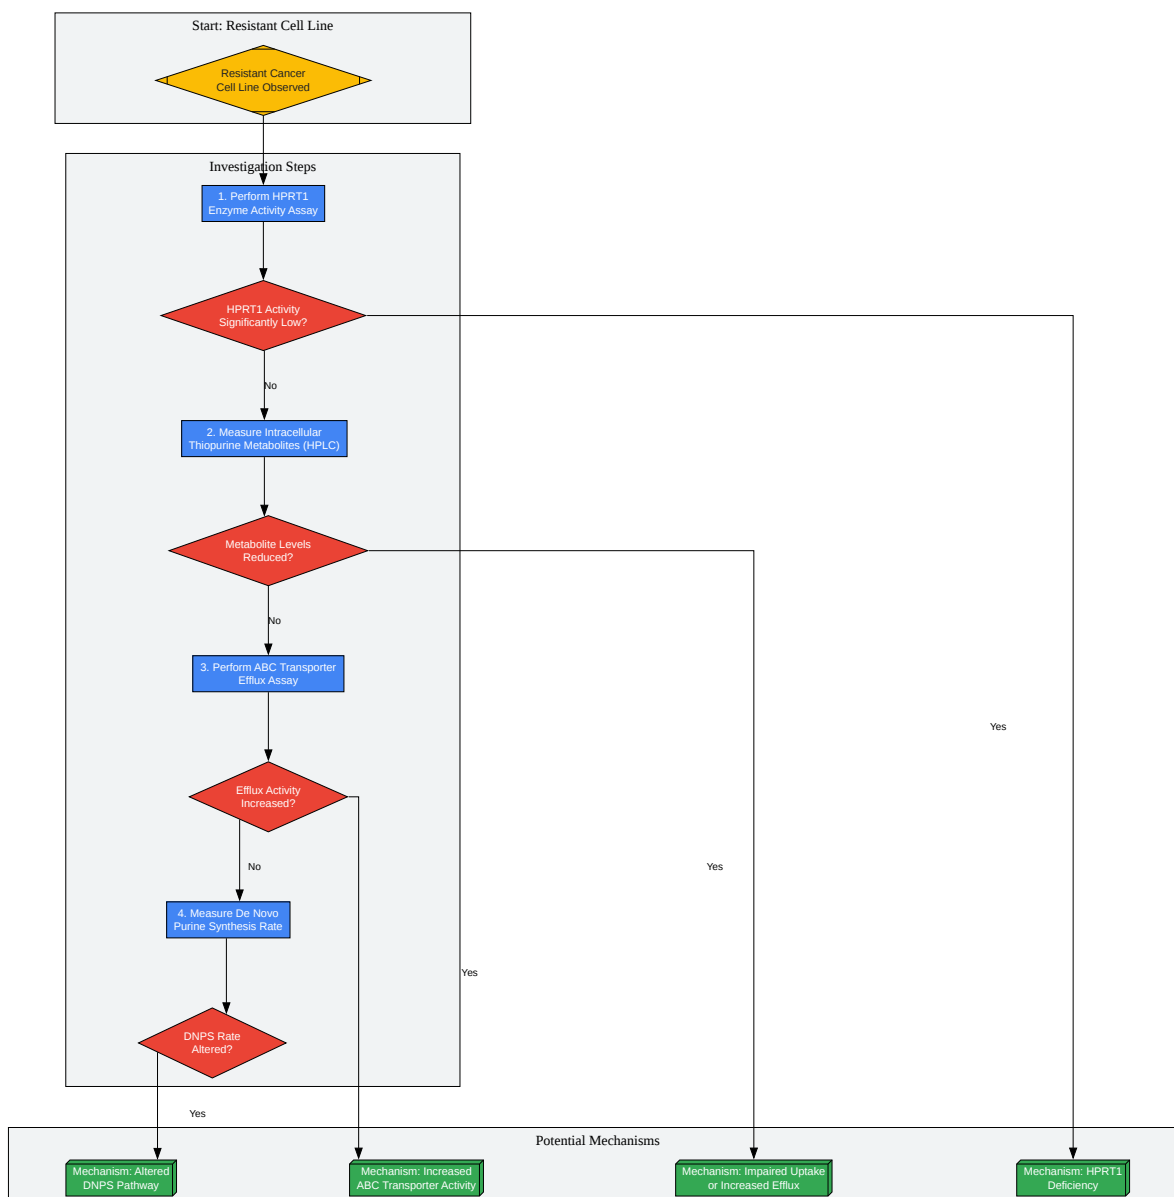 Start: Resistant Cell Line
Resistant Cancer
Cell Line Observed
Investigation Steps
1. Perform HPRT1
Enzyme Activity Assay
HPRT1 Activity
Significantly Low?
No
2. Measure Intracellular
Thiopurine Metabolites (HPLC)
Metabolite Levels
Reduced?
No
3. Perform ABC Transporter
Efflux Assay
Yes
Efflux Activity
Increased?
No
Yes
4. Measure De Novo
Purine Synthesis Rate
Yes
DNPS Rate
Altered?
Yes
Potential Mechanisms
Mechanism: Altered
DNPS Pathway
Mechanism: Increased
ABC Transporter Activity
Mechanism: Impaired Uptake
or Increased Efflux
Mechanism: HPRT1
Deficiency